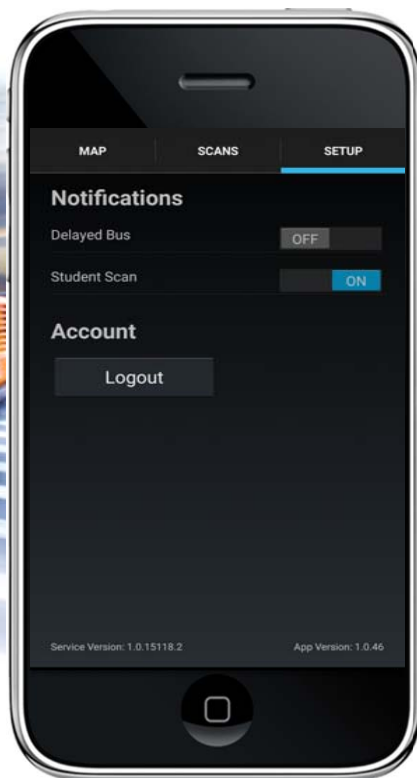 MAP SCANS SETUP
Notifications
Delayed Bus OFF
Student Scan ON
Account
Logout
Service Version: 1.0.15118.2 App Version: 1.0.46